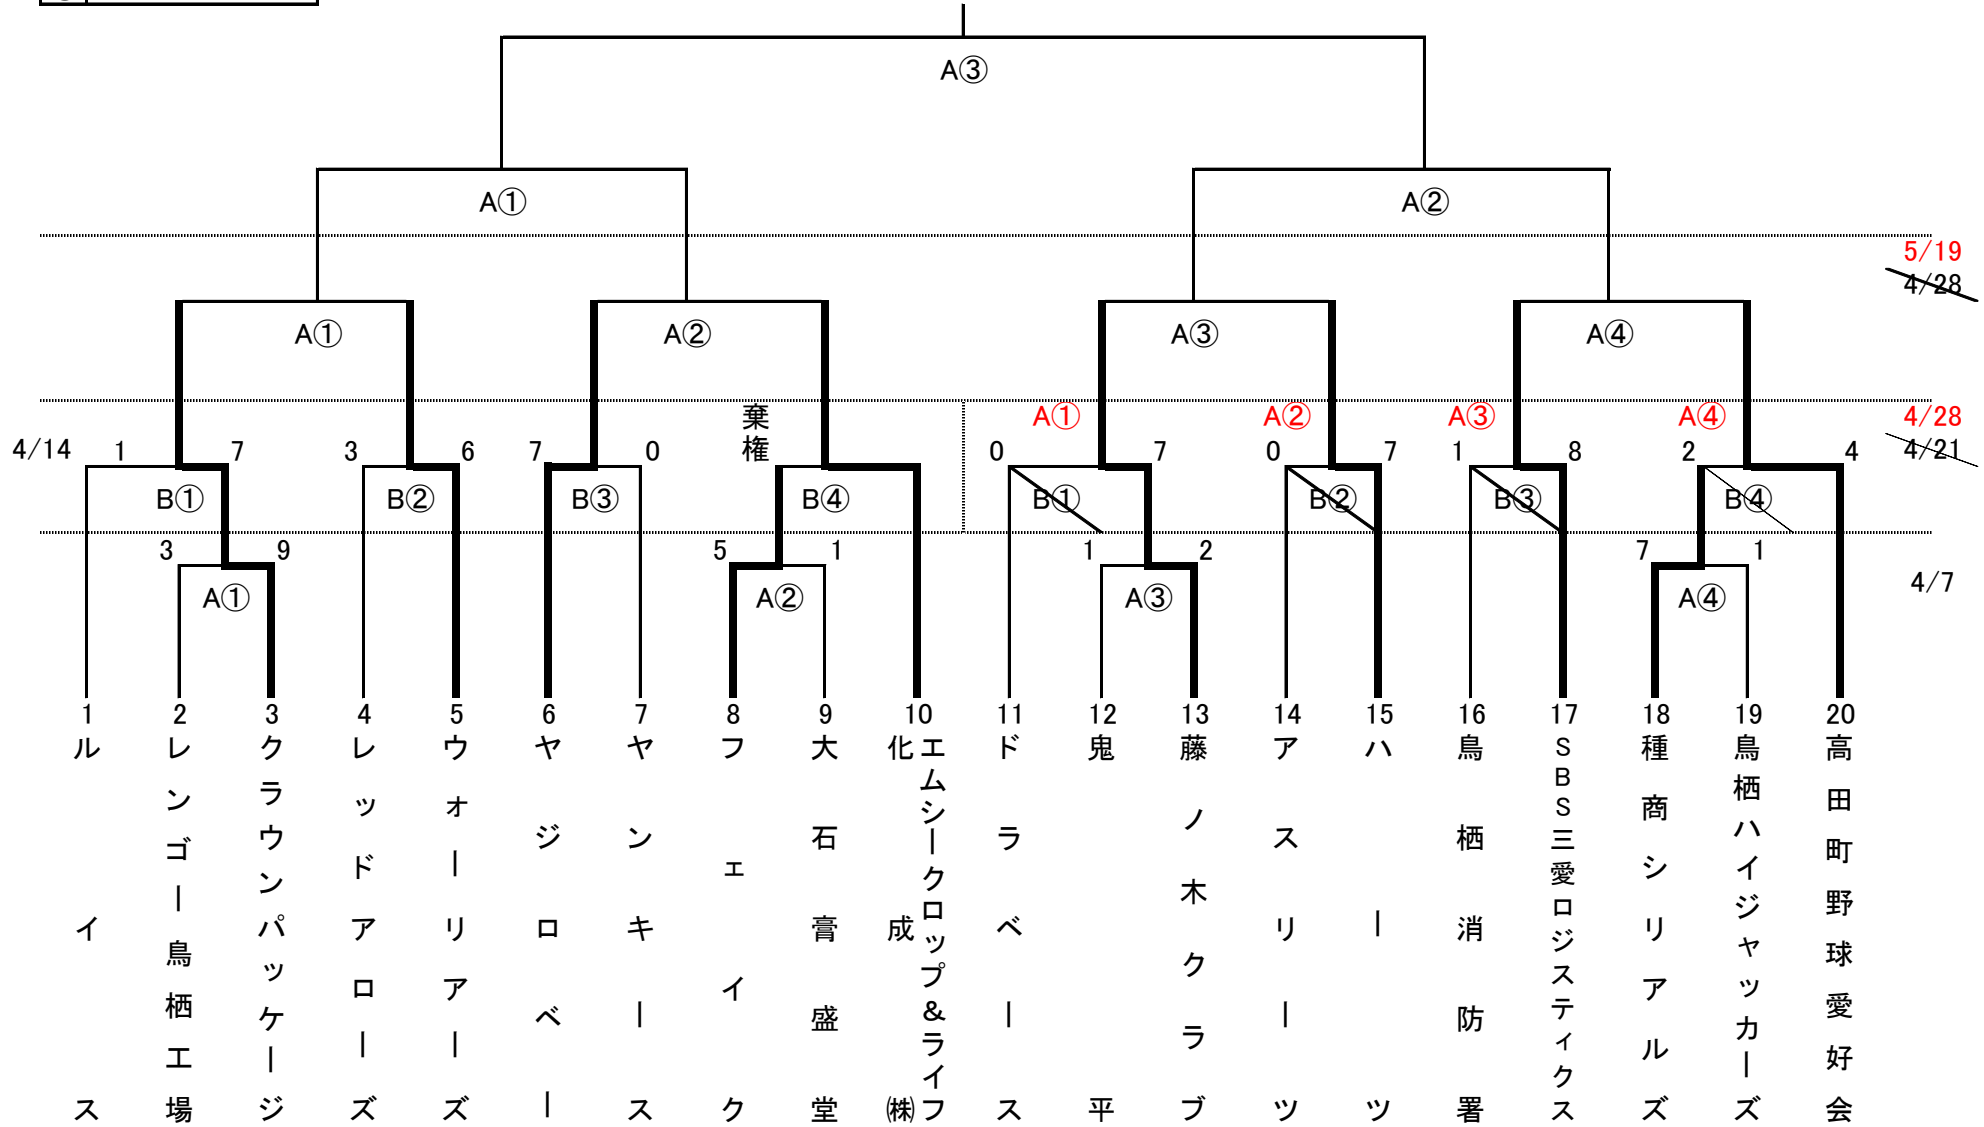 A③
A① A②
5/19
4/28
A① A② A③ A④
棄権
A① A② A③ A④ 4/28
4/14 1 7 3 6 7 0 0 7 0 7 1 8 2 4 4/21
B① B② B③ B④ B① B② B③ B④
3 9 5 1 1 2 7 1
A① A② A③ A④ 4/7
1 2 3 4 5 6 7 8 9 10 11 12 13 14 15 16 17 18 19 20
ルイス
レンゴー鳥栖工場
クラウンパッケージ
レッドアローズ
ウォーリアーズ
ヤジロベー
ヤンキース
フェイク
大石膏盛堂
エムシークロップ&ライフ
化成㈱
ドラベース
鬼平
藤ノ木クラブ
アスリーツ
ハーツ
鳥栖消防署
SBS三愛ロジスティクス
種商シリアルズ
鳥栖ハイジャッカーズ
高田町野球愛好会